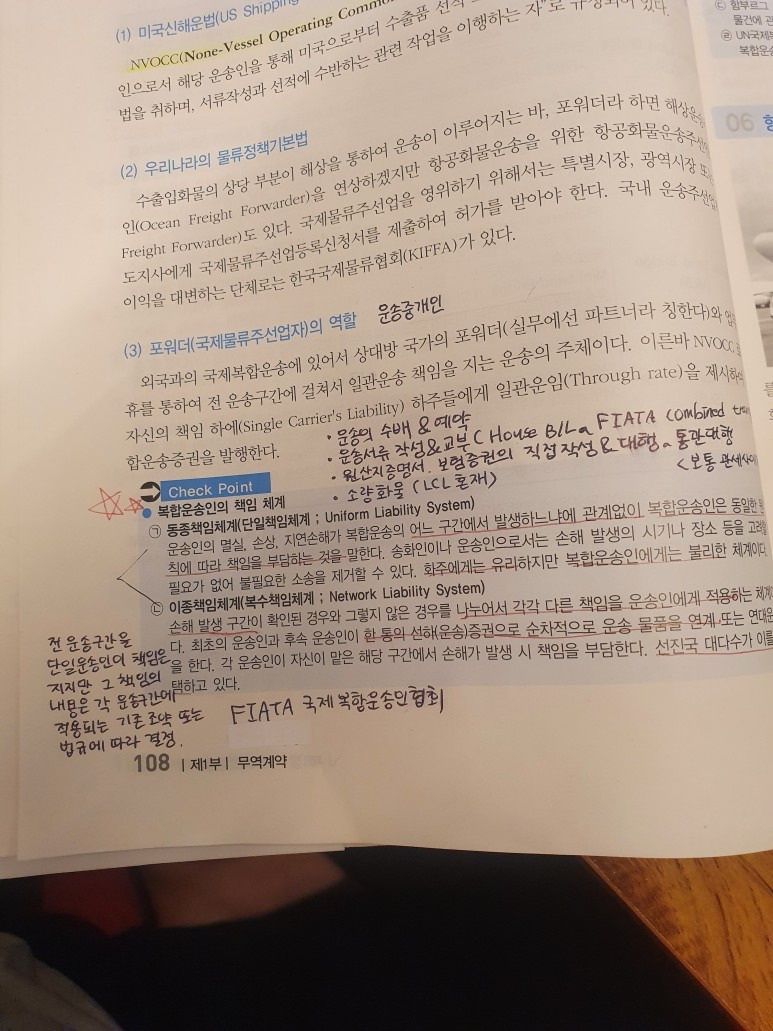 (1) 미국신해운법(US Shipping
NVOCC(None-Vessel Operating Common
인으로서 해당 운송인을 통해 미국으로부터 수출품 선적
법을 취하며, 서류작성과 선적에 수반하는 관련 작업을 이행하는 자"로 규정되어 있다.
(2) 우리나라의 물류정책기본법
수출입화물의 상당 부분이 해상을 통하여 운송이 이루어지는 바, 포워더라 하면 해상운송
인(Ocean Freight Forwarder)을 연상하겠지만 항공화물운송을 위한 항공화물운송주선
Freight Forwarder)도 있다. 국제물류주선업을 영위하기 위해서는 특별시장, 광역시장 또는
도지사에게 국제물류주선업등록신청서를 제출하여 허가를 받아야 한다. 국내 운송주선업
이익을 대변하는 단체로는 한국국제물류협회(KIFFA)가 있다.
(3) 포워더(국제물류주선업자)의 역할 운송중개인
외국과의 국제복합운송에 있어서 상대방 국가의 포워더(실무에선 파트너라 칭한다)와 업
휴를 통하여 전 운송구간에 걸쳐서 일관운송 책임을 지는 운송의 주체이다. 이른바 NVOCC로
자신의 책임 하에(Single Carrier's Liability) 하주들에게 일관운임(Through rate)을 제시하
합운송증권을 발행한다.
• 운송의 수배 & 예약
• 운송서류 작성&교부 (House B/L FIATA combined tran
• 원산지증명서. 보험증권의 직접작성 & 대행 통관대행
• 소량화물 (LCL 혼재) <보통 관세사
Check Point
복합운송인의 책임 체계
㉠ 동종책임체계(단일책임체계 ; Uniform Liability System)
운송인의 멸실, 손상, 지연손해가 복합운송의 어느 구간에서 발생하느냐에 관계없이 복합운송인은 동일한
칙에 따라 책임을 부담하는 것을 말한다. 송화인이나 운송인으로서는 손해 발생의 시기나 장소 등을 고려할
필요가 없어 불필요한 소송을 제거할 수 있다. 화주에게는 유리하지만 복합운송인에게는 불리한 체계이다.
㉡ 이종책임체계(복수책임체계 ; Network Liability System)
손해 발생 구간이 확인된 경우와 그렇지 않은 경우를 나누어서 각각 다른 책임을 운송인에게 적용하는 체계
다. 최초의 운송인과 후속 운송인이 한 통의 선해(운송)증권으로 순차적으로 운송 물품을 연계 또는 연대운
을 한다. 각 운송인이 자신이 맡은 해당 구간에서 손해가 발생 시 책임을 부담한다. 선진국 대다수가 이를
택하고 있다.
전 운송구간을
단일운송인이 책임은
지지만 그 책임의
내용은 각 운송구간에
적용되는 기존 조약 또는
법규에 따라 결정.
FIATA 국제복합운송인협회
108 | 제1부 | 무역계약
㉢ 함부르그
물건에 관
㉣ UN국제
복합운송
06 항